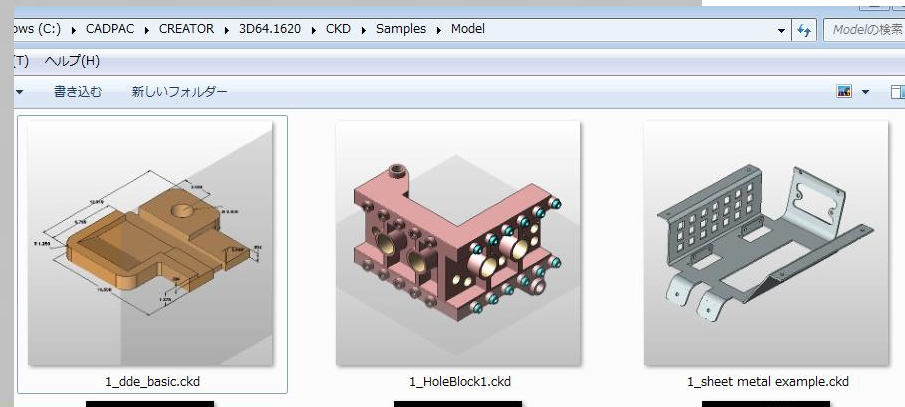 ows (C:) ▸ CADPAC ▸ CREATOR ▸ 3D64.1620 ▸ CKD ▸ Samples ▸ Model
Modelの検索
(T) ヘルプ(H)
書き込む 新しいフォルダー
1_dde_basic.ckd
1_HoleBlock1.ckd
1_sheet metal example.ckd